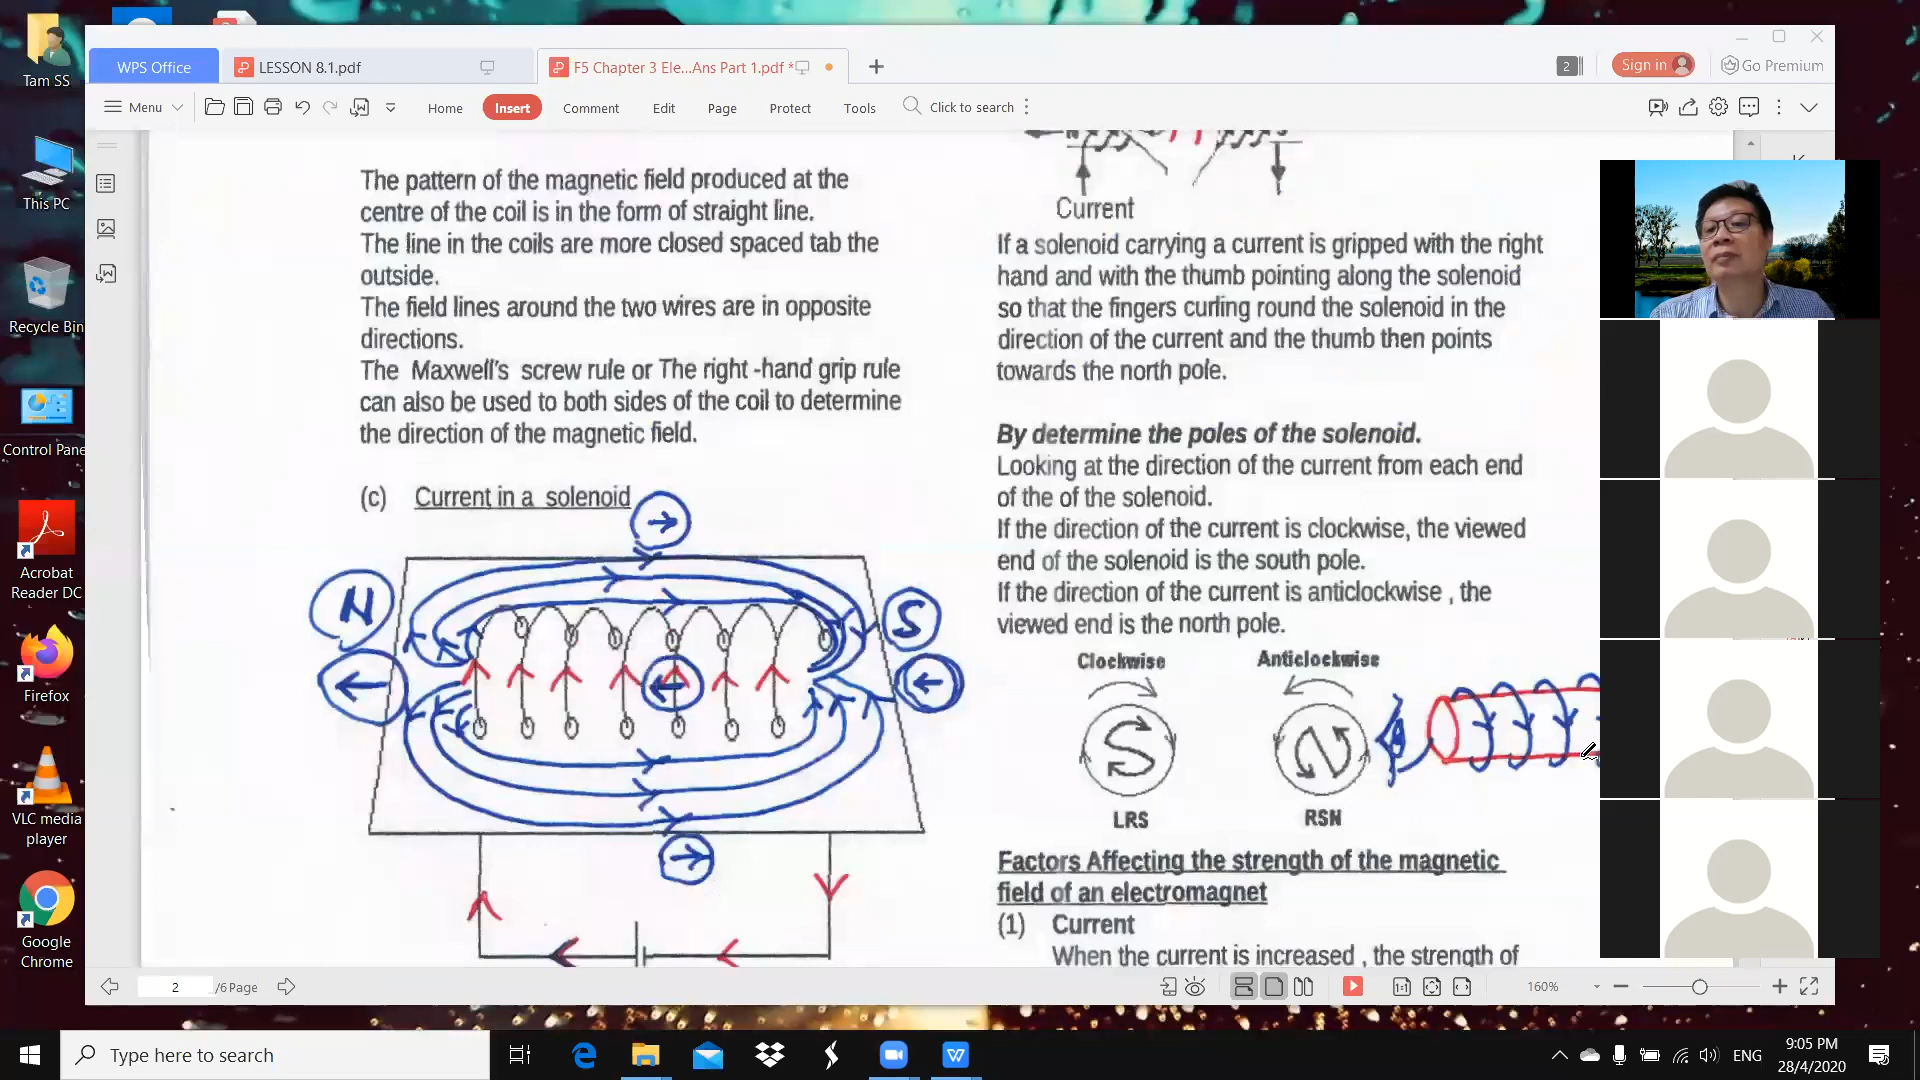 Tam SS
This PC
Recycle Bin
Control Pane
Acrobat
Reader DC
Firefox
VLC media
player
Google
Chrome
WPS Office
LESSON 8.1.pdf
F5 Chapter 3 Ele...Ans Part 1.pdf *
2
Sign in
Go Premium
Menu
Home
Insert
Comment
Edit
Page
Protect
Tools
Click to search
The pattern of the magnetic field produced at the
centre of the coil is in the form of straight line.
The line in the coils are more closed spaced tab the
outside.
The field lines around the two wires are in opposite
directions.
The Maxwell's screw rule or The right -hand grip rule
can also be used to both sides of the coil to determine
the direction of the magnetic field.
(c) Current in a solenoid
N
S
Current
If a solenoid carrying a current is gripped with the right
hand and with the thumb pointing along the solenoid
so that the fingers curling round the solenoid in the
direction of the current and the thumb then points
towards the north pole.
By determine the poles of the solenoid.
Looking at the direction of the current from each end
of the of the solenoid.
If the direction of the current is clockwise, the viewed
end of the solenoid is the south pole.
If the direction of the current is anticlockwise , the
viewed end is the north pole.
Clockwise
Anticlockwise
S
N
LRS
RSN
Factors Affecting the strength of the magnetic
field of an electromagnet
(1) Current
When the current is increased , the strength of
2
/6Page
160%
Type here to search
ENG
9:05 PM
28/4/2020